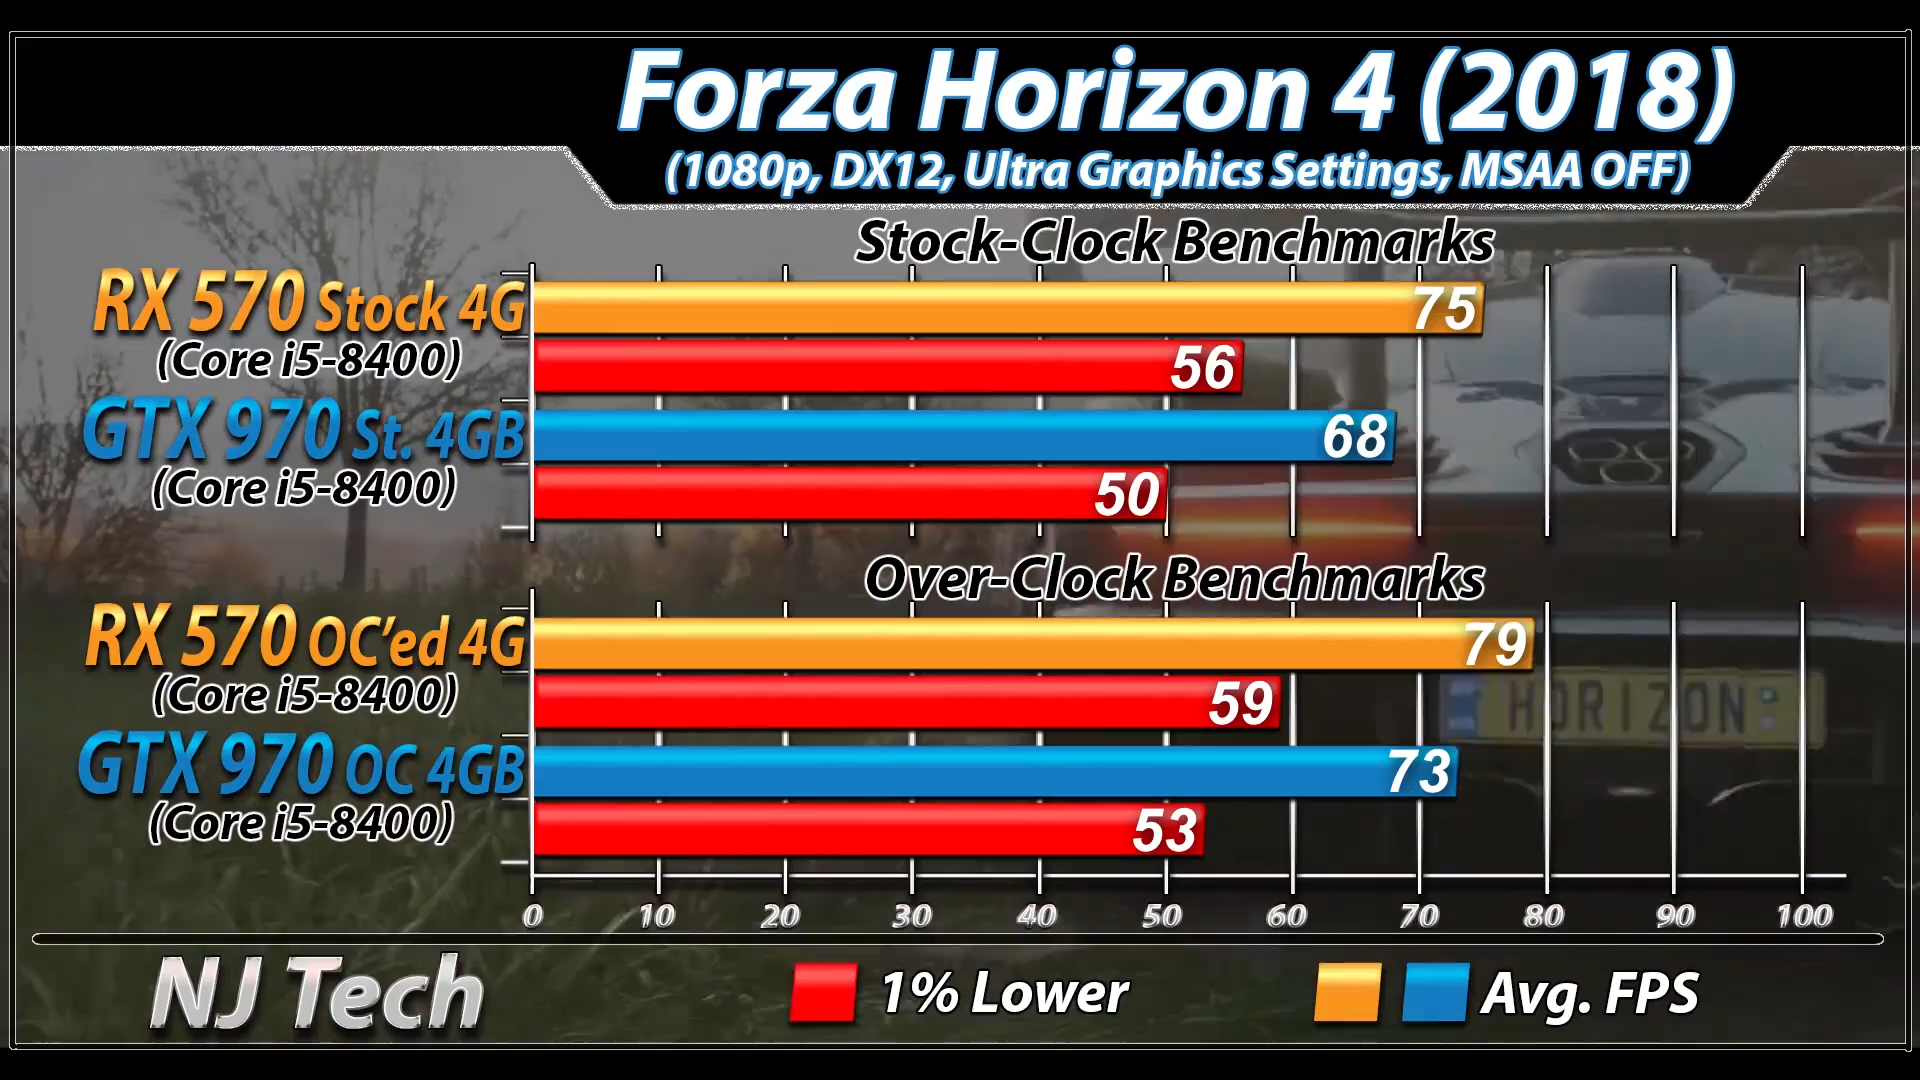 Forza Horizon 4 (2018)
(1080p, DX12, Ultra Graphics Settings, MSAA OFF)
Stock-Clock Benchmarks
RX 570 Stock 4G
75
(Core i5-8400)
56
GTX 970 St. 4GB
68
(Core i5-8400)
50
Over-Clock Benchmarks
RX 570 OC'ed 4G
79
(Core i5-8400)
59
HORIZON
GTX 970 OC 4GB
73
(Core i5-8400)
53
0 10 20 30 40 50 60 70 80 90 100
NJ Tech
1% Lower
Avg. FPS